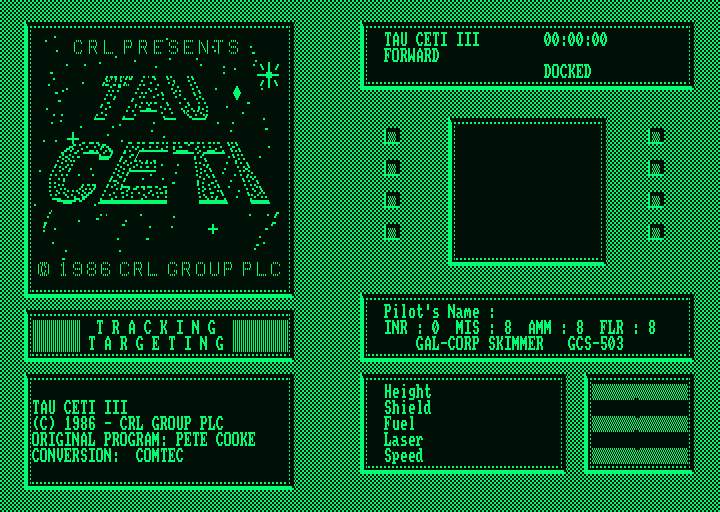 CRL PRESENTS
TAU
CETI
© 1986 CRL GROUP PLC
TRACKING
TARGETING
TAU CETI III
(C) 1986 - CRL GROUP PLC
ORIGINAL PROGRAM: PETE COOKE
CONVERSION:  COMTEC
TAU CETI III 00:00:00
FORWARD
DOCKED
Pilot's Name :
INR : 0  MIS : 8  AMM : 8  FLR : 8
GAL-CORP SKIMMER   GCS-503
Height
Shield
Fuel
Laser
Speed